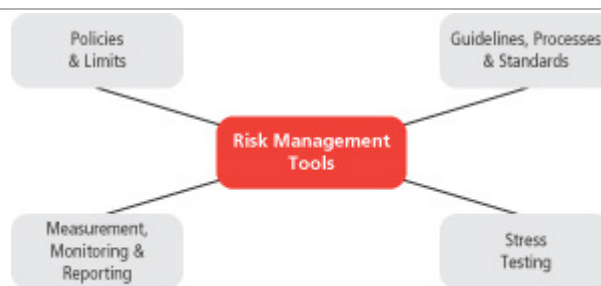 Policies
& Limits
Guidelines, Processes
& Standards
Risk Management
Tools
Measurement,
Monitoring &
Reporting
Stress
Testing